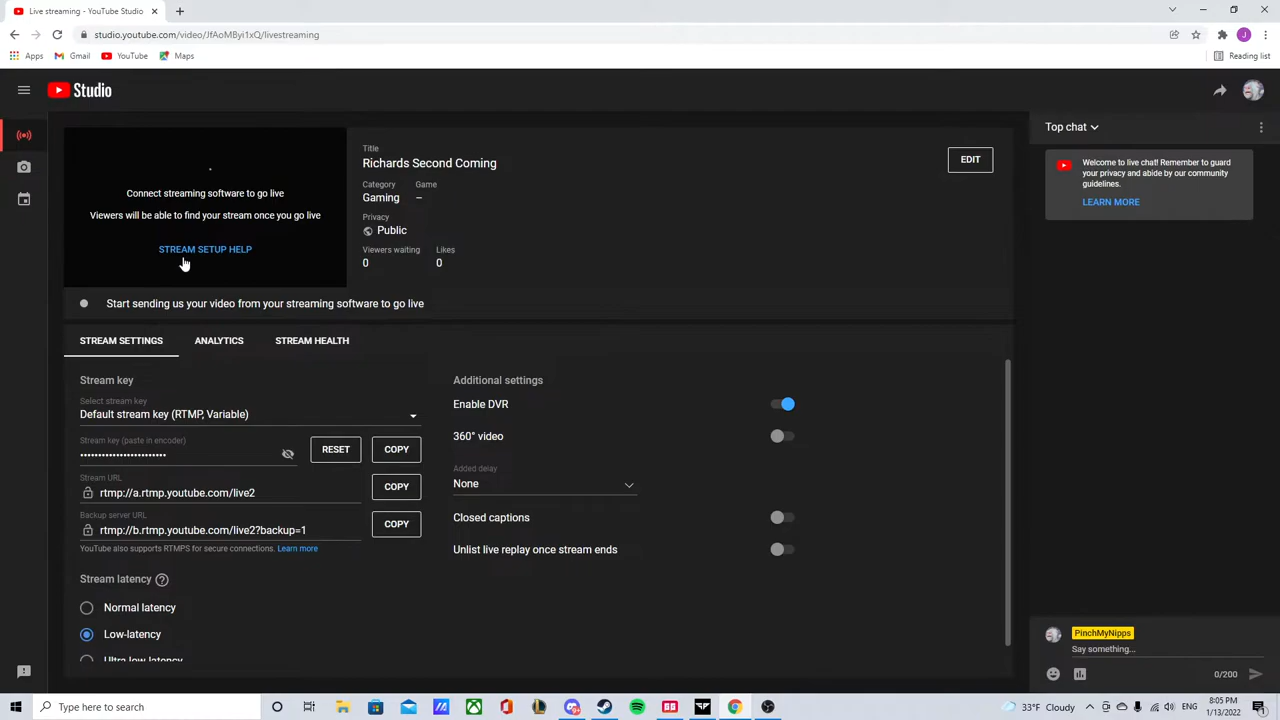 Live streaming - YouTube Studio
studio.youtube.com/video/JfAoMByi1xQ/livestreaming
J
Apps
Gmail
YouTube
Maps
Reading list
Studio
Connect streaming software to go live
Viewers will be able to find your stream once you go live
STREAM SETUP HELP
Start sending us your video from your streaming software to go live
Title
Richards Second Coming
EDIT
Category
Game
Gaming
–
Privacy
Public
Viewers waiting
Likes
0
0
STREAM SETTINGS
ANALYTICS
STREAM HEALTH
Stream key
Select stream key
Default stream key (RTMP, Variable)
Stream key (paste in encoder)
••••••••••••••••••••••••
RESET
COPY
Stream URL
rtmp://a.rtmp.youtube.com/live2
COPY
Backup server URL
rtmp://b.rtmp.youtube.com/live2?backup=1
COPY
YouTube also supports RTMPS for secure connections. Learn more
Stream latency
Normal latency
Low-latency
Ultra low-latency
Additional settings
Enable DVR
360° video
Added delay
None
Closed captions
Unlist live replay once stream ends
Top chat
Welcome to live chat! Remember to guard
your privacy and abide by our community
guidelines.
LEARN MORE
PinchMyNipps
Say something...
0/200
Type here to search
33°F Cloudy
ENG
8:05 PM
1/13/2022